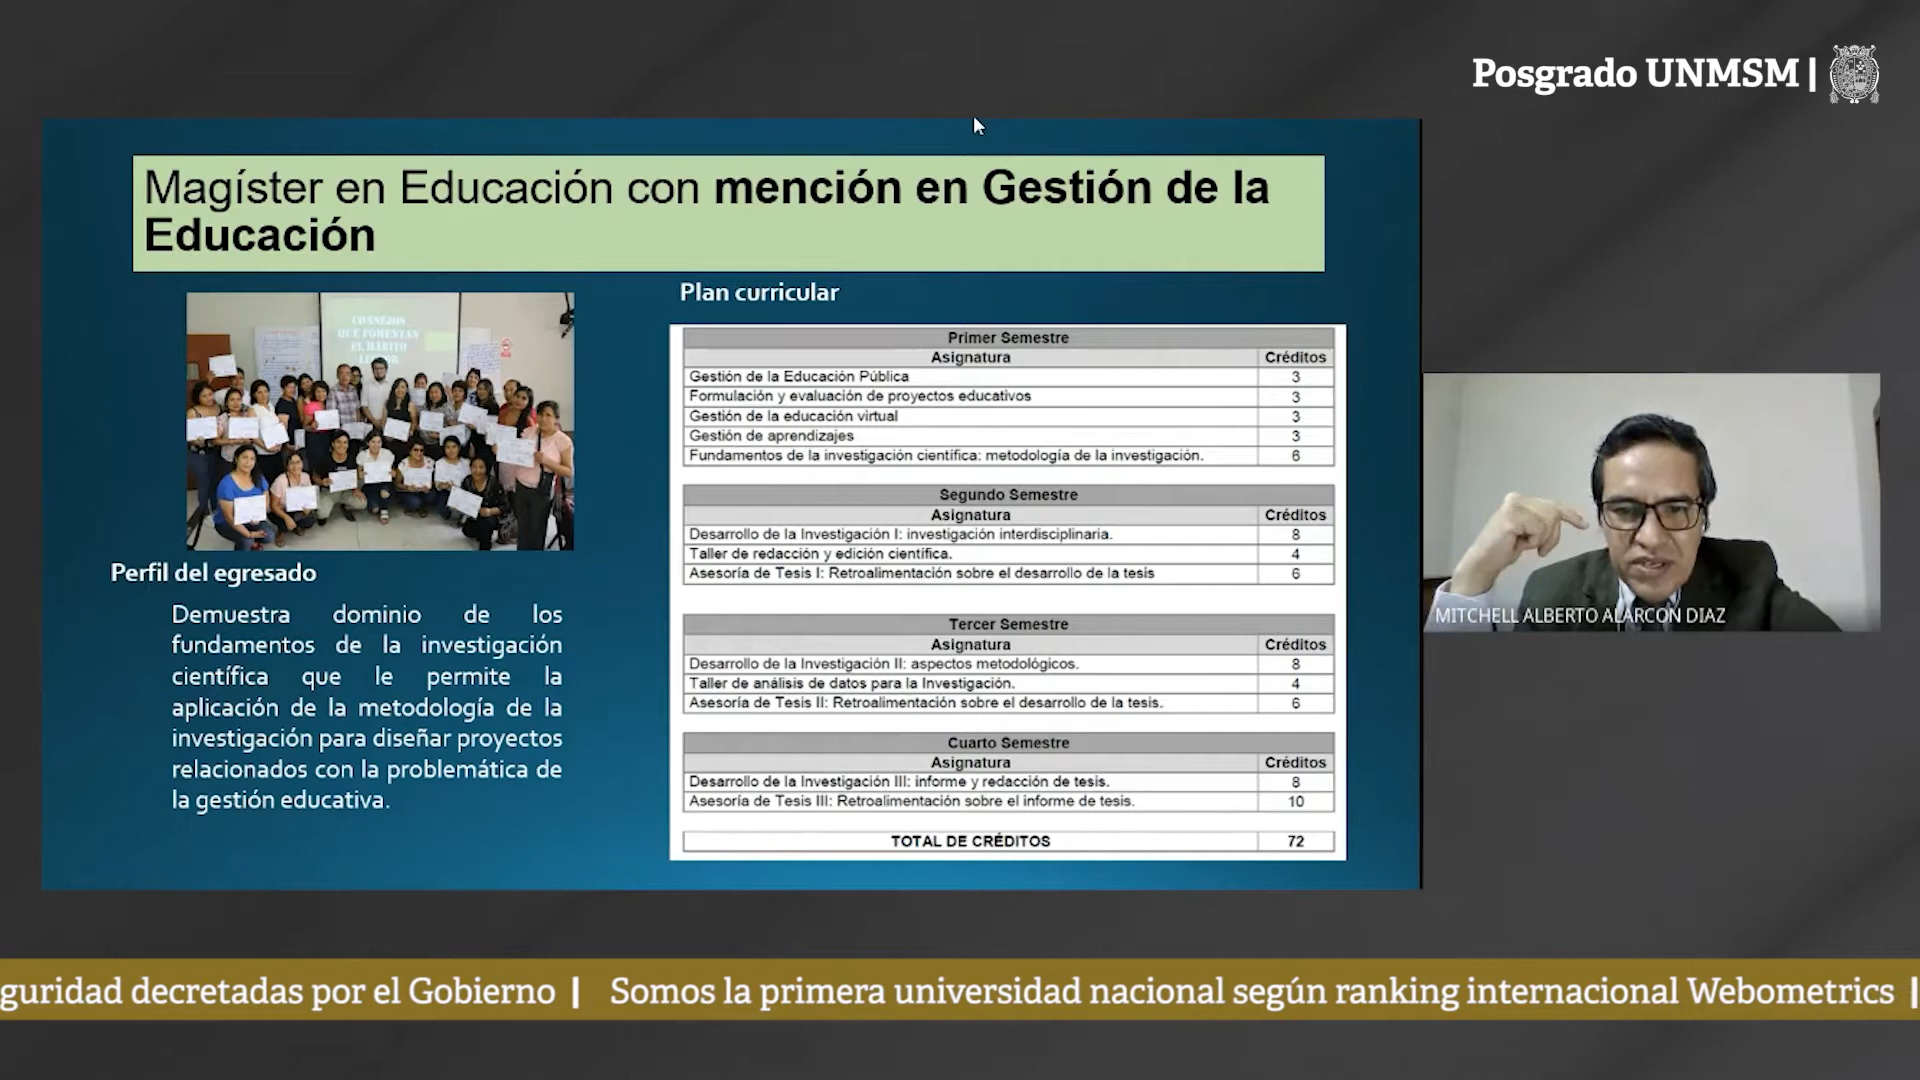 Posgrado UNMSM |
Magíster en Educación con mención en Gestión de la
Educación
CONSEJOS
QUE FOMENTAN
EL HÁBITO
Perfil del egresado
Demuestra dominio de los
fundamentos de la investigación
científica que le permite la
aplicación de la metodología de la
investigación para diseñar proyectos
relacionados con la problemática de
la gestión educativa.
Plan curricular
Primer Semestre
Asignatura Créditos
Gestión de la Educación Pública 3
Formulación y evaluación de proyectos educativos 3
Gestión de la educación virtual 3
Gestión de aprendizajes 3
Fundamentos de la investigación científica: metodología de la investigación. 6
Segundo Semestre
Asignatura Créditos
Desarrollo de la Investigación I: investigación interdisciplinaria. 8
Taller de redacción y edición científica. 4
Asesoría de Tesis I: Retroalimentación sobre el desarrollo de la tesis 6
Tercer Semestre
Asignatura Créditos
Desarrollo de la Investigación II: aspectos metodológicos. 8
Taller de análisis de datos para la Investigación. 4
Asesoría de Tesis II: Retroalimentación sobre el desarrollo de la tesis. 6
Cuarto Semestre
Asignatura Créditos
Desarrollo de la Investigación III: informe y redacción de tesis. 8
Asesoría de Tesis III: Retroalimentación sobre el informe de tesis. 10
TOTAL DE CRÉDITOS 72
MITCHELL ALBERTO ALARCON DIAZ
guridad decretadas por el Gobierno | Somos la primera universidad nacional según ranking internacional Webometrics |